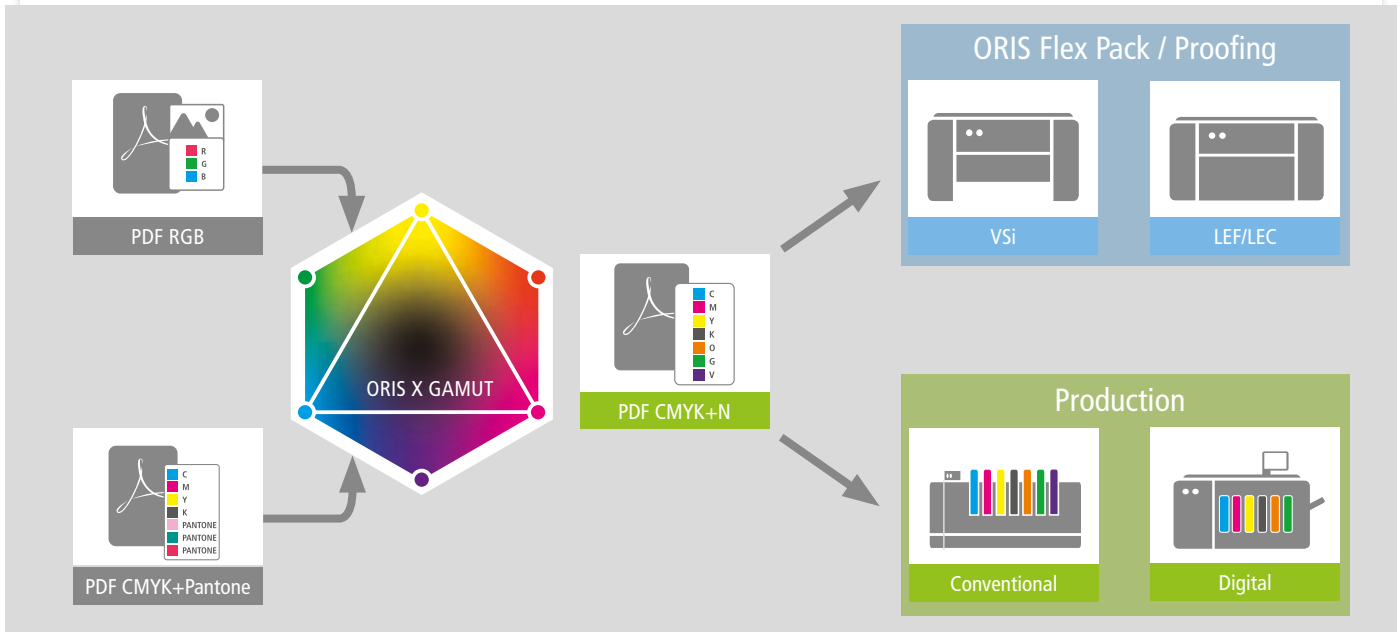 R
G
B
PDF RGB
C
M
Y
K
PANTONE
PANTONE
PANTONE
PDF CMYK+Pantone
ORIS X GAMUT
C
M
Y
K
O
G
V
PDF CMYK+N
ORIS Flex Pack / Proofing
VSi
LEF/LEC
Production
Conventional
Digital